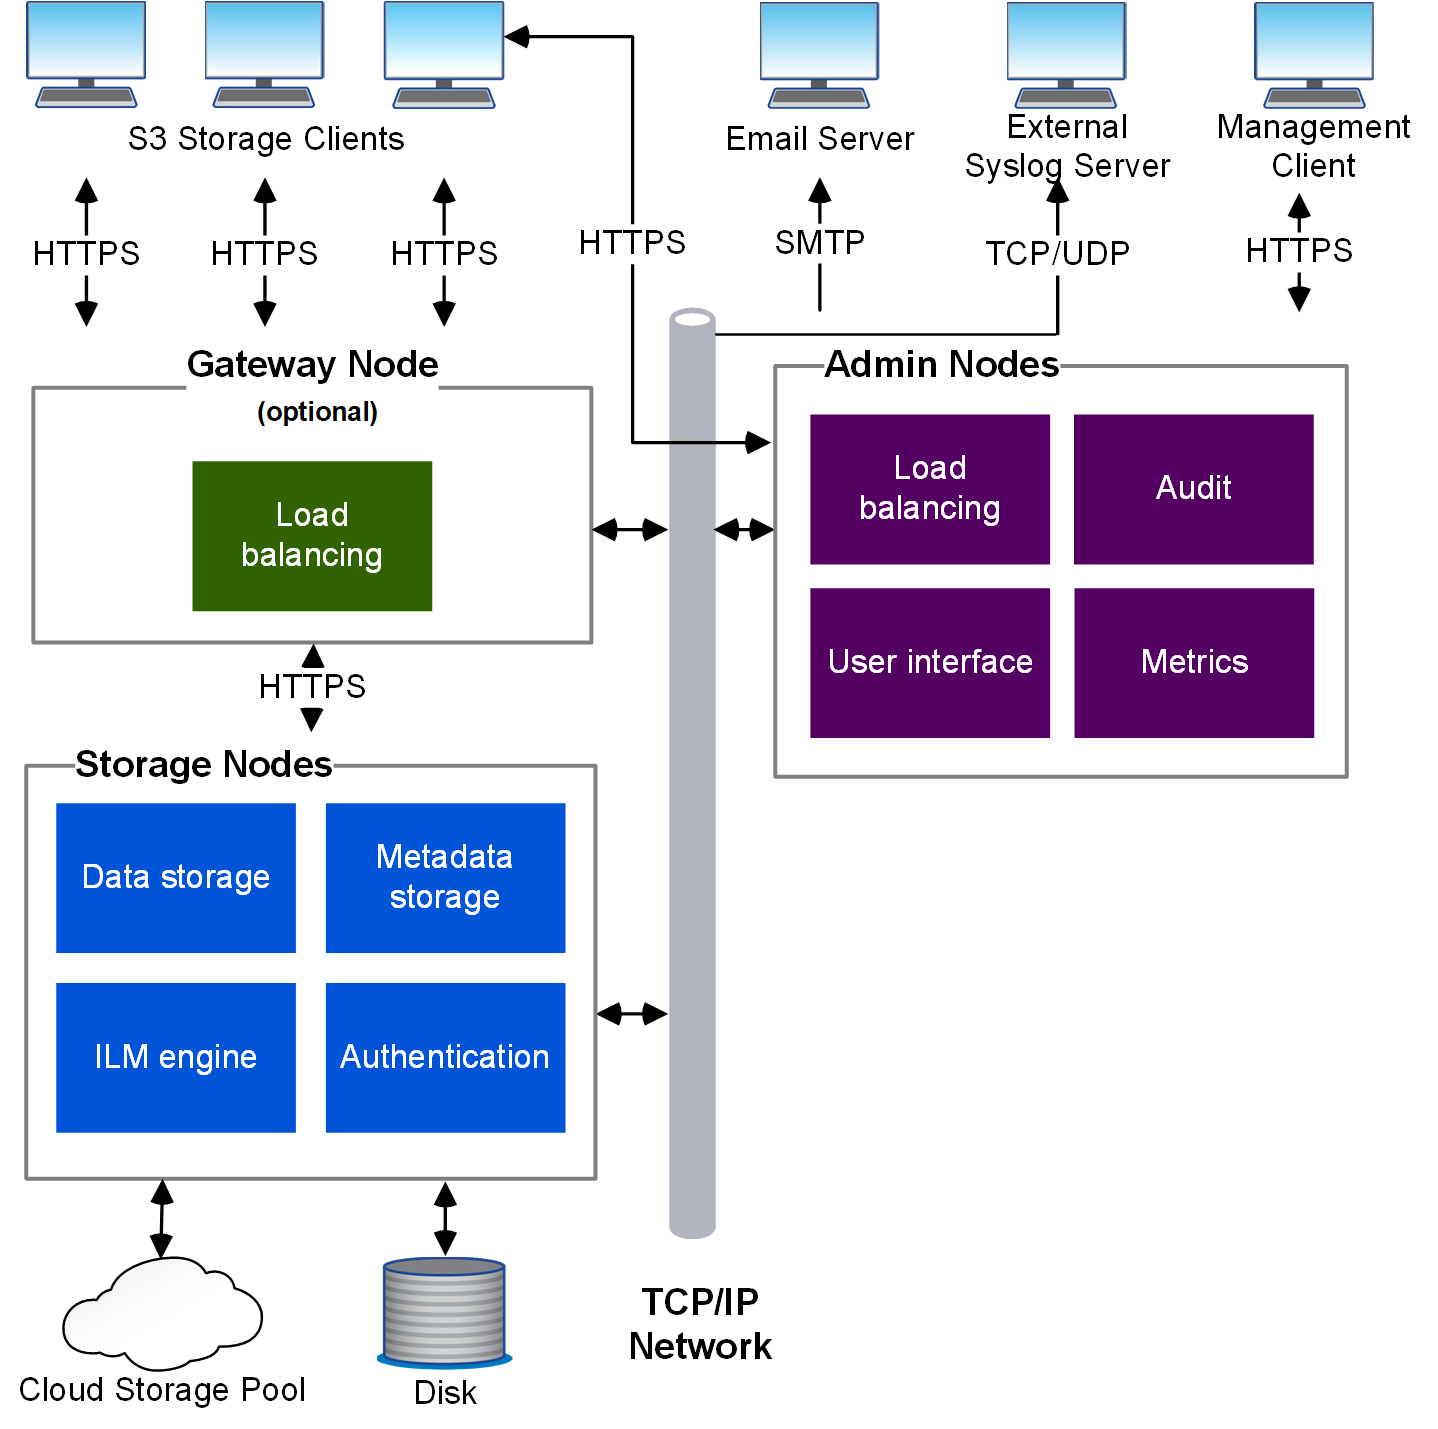 S3 Storage Clients
Email Server
External
Syslog Server
Management
Client
HTTPS
HTTPS
HTTPS
HTTPS
SMTP
TCP/UDP
HTTPS
Gateway Node
(optional)
Load
balancing
Admin Nodes
Load
balancing
Audit
User interface
Metrics
HTTPS
Storage Nodes
Data storage
Metadata
storage
ILM engine
Authentication
Cloud Storage Pool
Disk
TCP/IP
Network